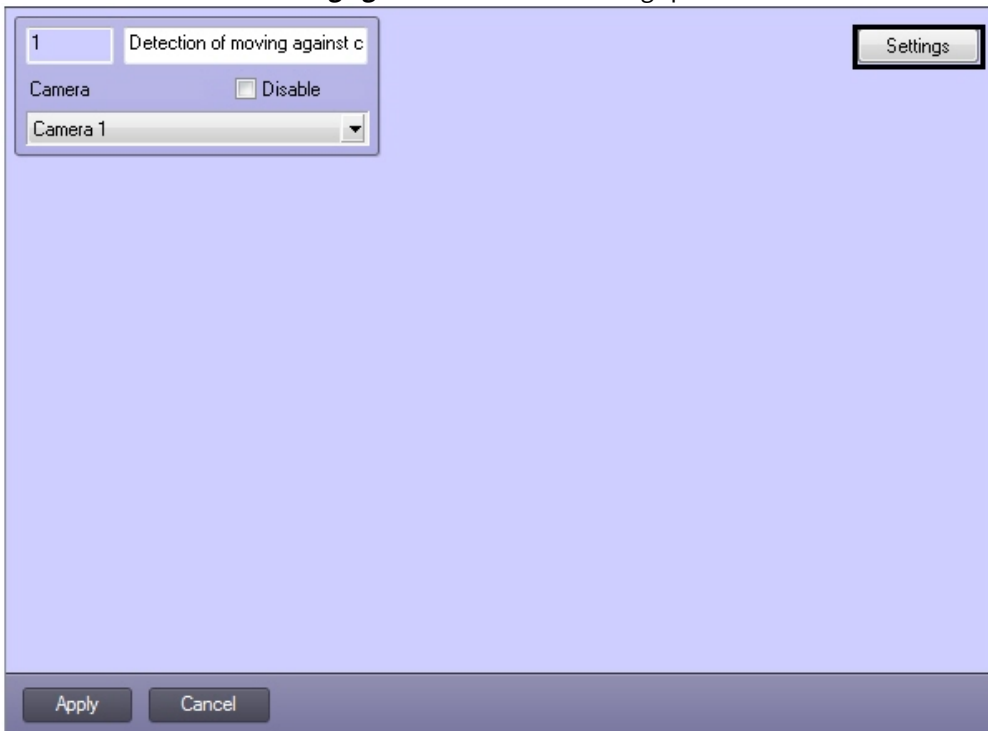 1 Detection of moving against c
Settings
Camera Disable
Camera 1
Apply Cancel